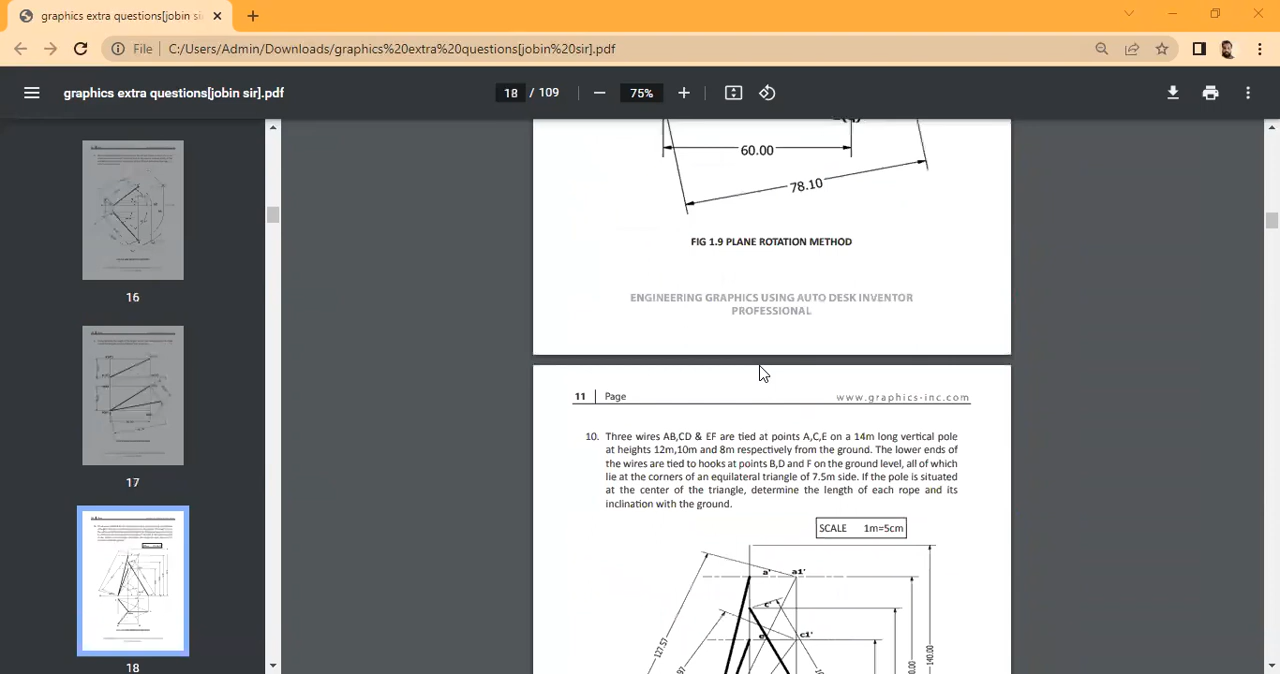 graphics extra questions[jobin si
File C:/Users/Admin/Downloads/graphics%20extra%20questions[jobin%20sir].pdf
graphics extra questions[jobin sir].pdf
18 / 109
75%
16
17
18
60.00
78.10
FIG 1.9 PLANE ROTATION METHOD
ENGINEERING GRAPHICS USING AUTO DESK INVENTOR
PROFESSIONAL
11 Page
www.graphics-inc.com
10. Three wires AB,CD & EF are tied at points A,C,E on a 14m long vertical pole
at heights 12m,10m and 8m respectively from the ground. The lower ends of
the wires are tied to hooks at points B,D and F on the ground level, all of which
lie at the corners of an equilateral triangle of 7.5m side. If the pole is situated
at the center of the triangle, determine the length of each rope and its
inclination with the ground.
SCALE 1m=5cm
a' a1'
c'
e' c1'
127.57
140.00